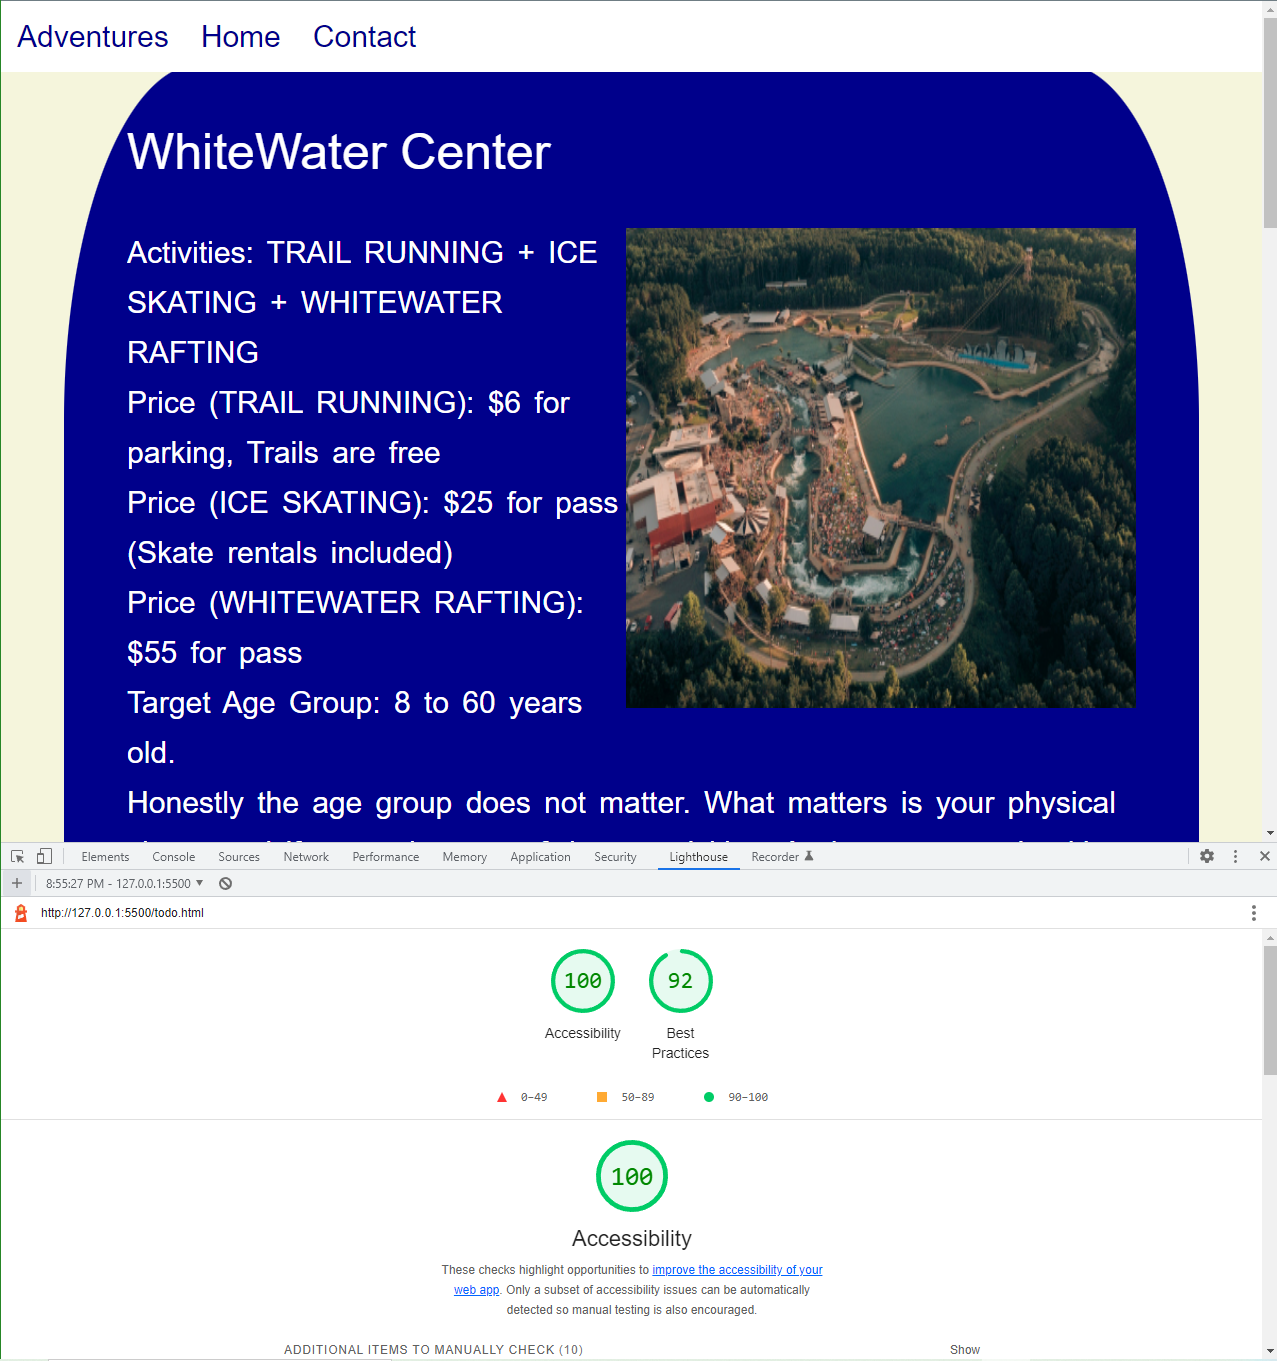 Adventures Home Contact
WhiteWater Center
Activities: TRAIL RUNNING + ICE
SKATING + WHITEWATER
RAFTING
Price (TRAIL RUNNING): $6 for
parking, Trails are free
Price (ICE SKATING): $25 for pass
(Skate rentals included)
Price (WHITEWATER RAFTING):
$55 for pass
Target Age Group: 8 to 60 years
old.
Honestly the age group does not matter. What matters is your physical
Elements Console Sources Network Performance Memory Application Security Lighthouse Recorder
8:55:27 PM - 127.0.0.1:5500
http://127.0.0.1:5500/todo.html
100 92
Accessibility Best
Practices
0–49 50–89 90–100
100
Accessibility
These checks highlight opportunities to improve the accessibility of your
web app. Only a subset of accessibility issues can be automatically
detected so manual testing is also encouraged.
ADDITIONAL ITEMS TO MANUALLY CHECK (10) Show